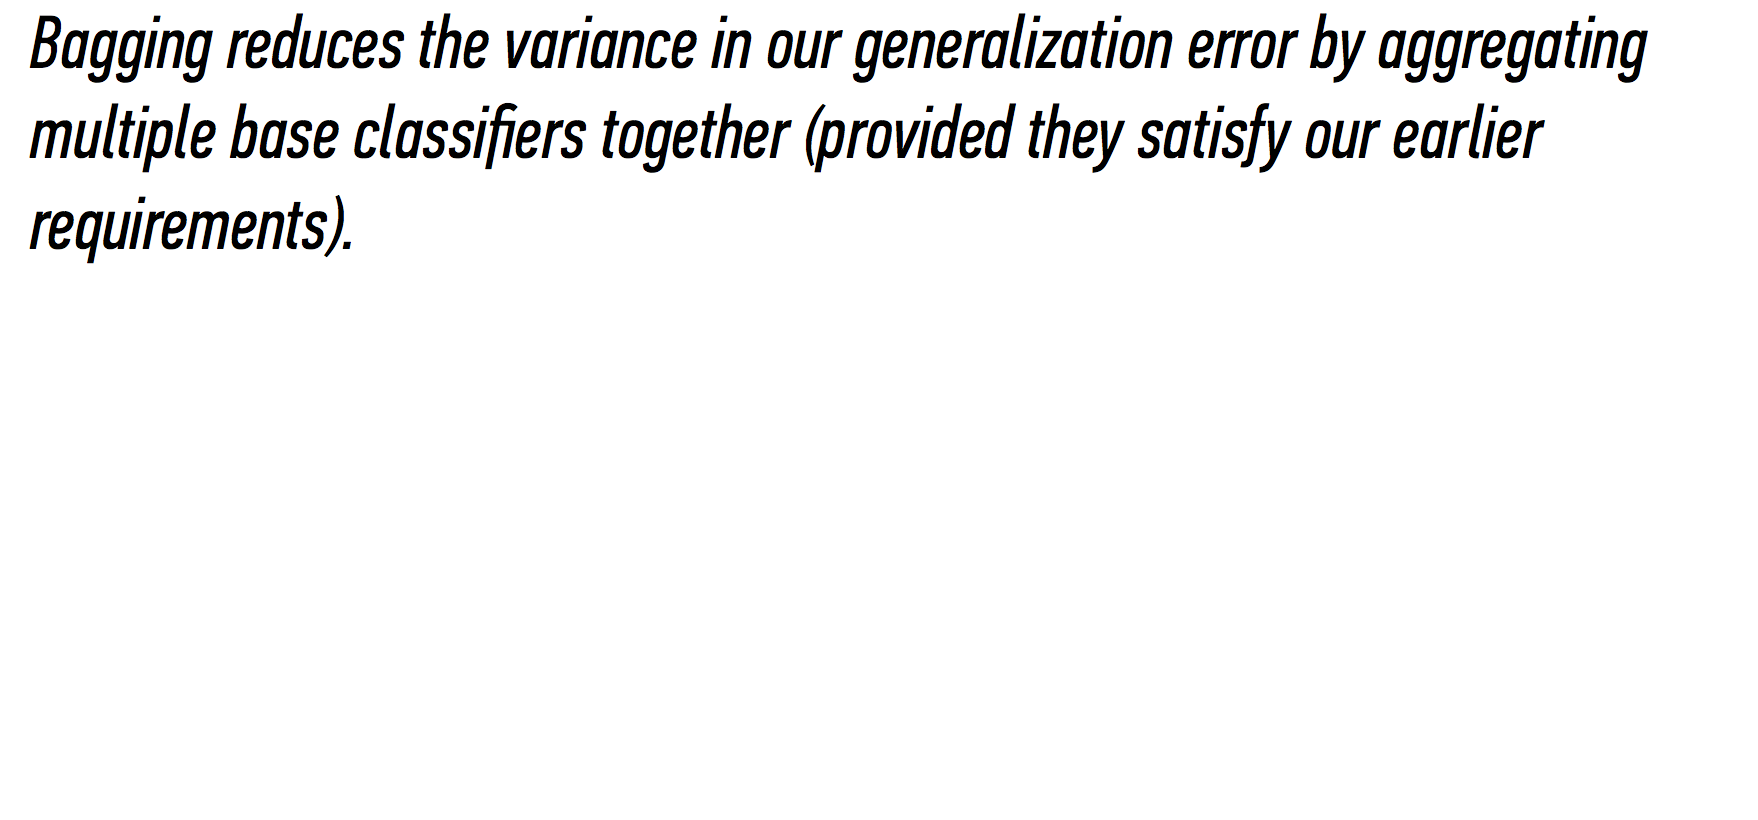 Bagging reduces the variance in our generalization error by aggregating
multiple base classifiers together (provided they satisfy our earlier
requirements).